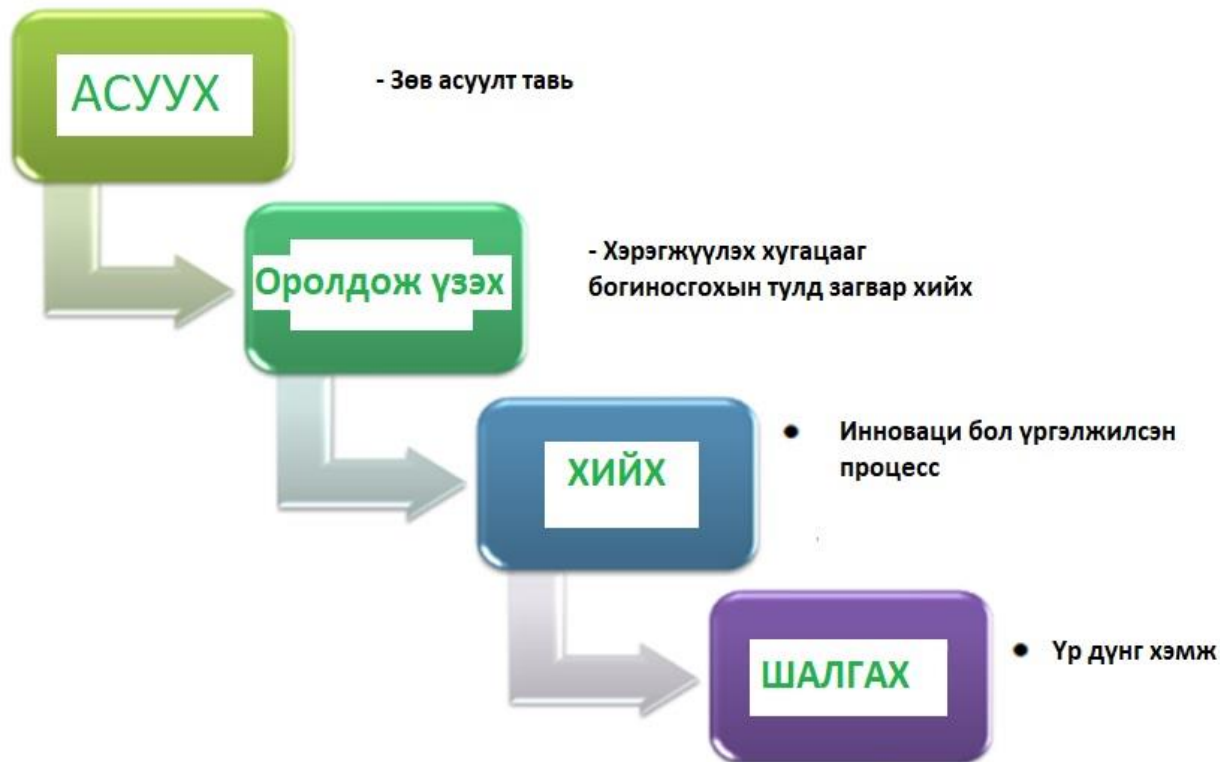 АСУУХ
- Зөв асуулт тавь
Оролдож үзэх
- Хэрэгжүүлэх хугацааг
богиносгохын тулд загвар хийх
ХИЙХ
• Инноваци бол үргэлжилсэн
процесс
ШАЛГАХ
• Үр дүнг хэмж